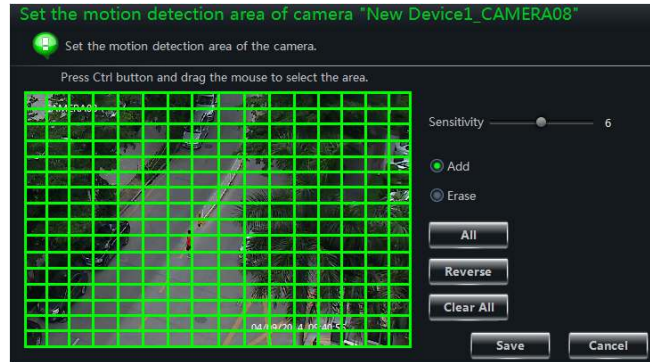 Set the motion detection area of camera "New Device1_CAMERA08"
Set the motion detection area of the camera.
Press Ctrl button and drag the mouse to select the area.
CAMERA08
Sensitivity 6
Add
Erase
All
Reverse
Clear All
Save Cancel